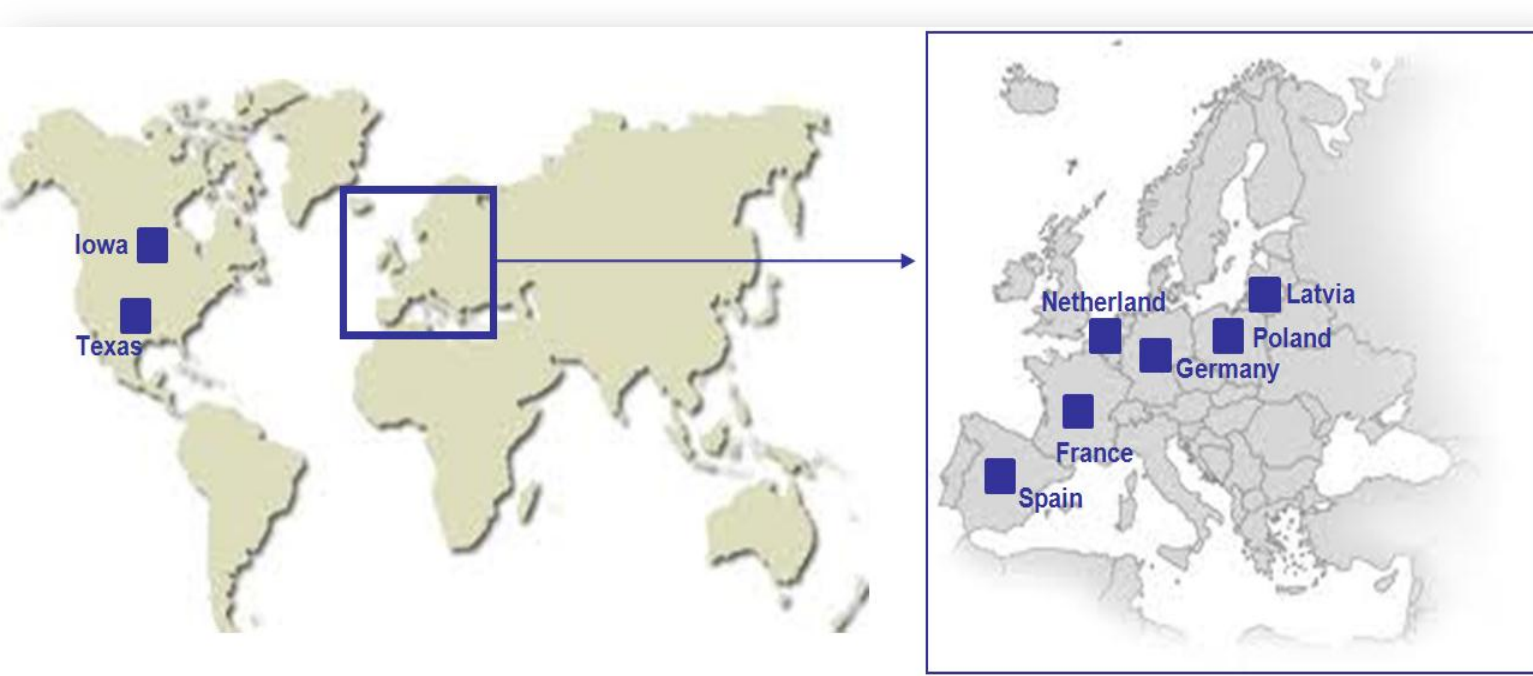 Iowa
Texas
Netherland
Latvia
Poland
Germany
France
Spain